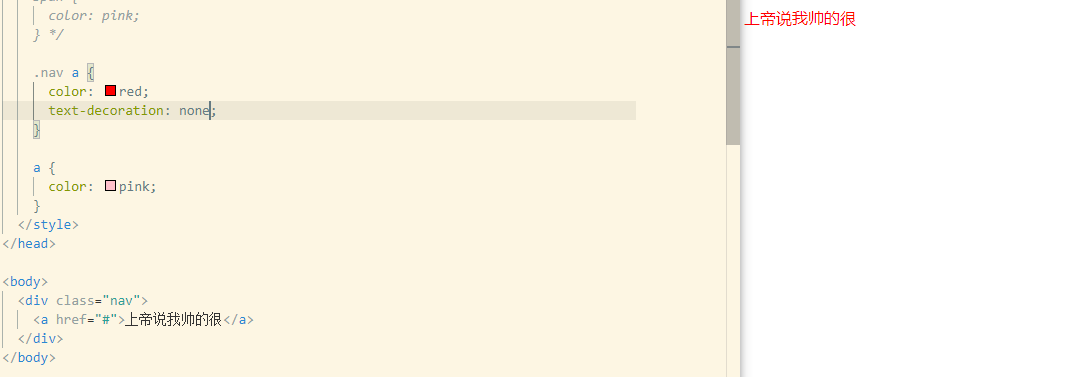 color: pink;
} */
.nav a {
color: red;
text-decoration: none;
}
a {
color: pink;
}
</style>
</head>
<body>
<div class="nav">
<a href="#">上帝说我帅的很</a>
</div>
</body>
上帝说我帅的很